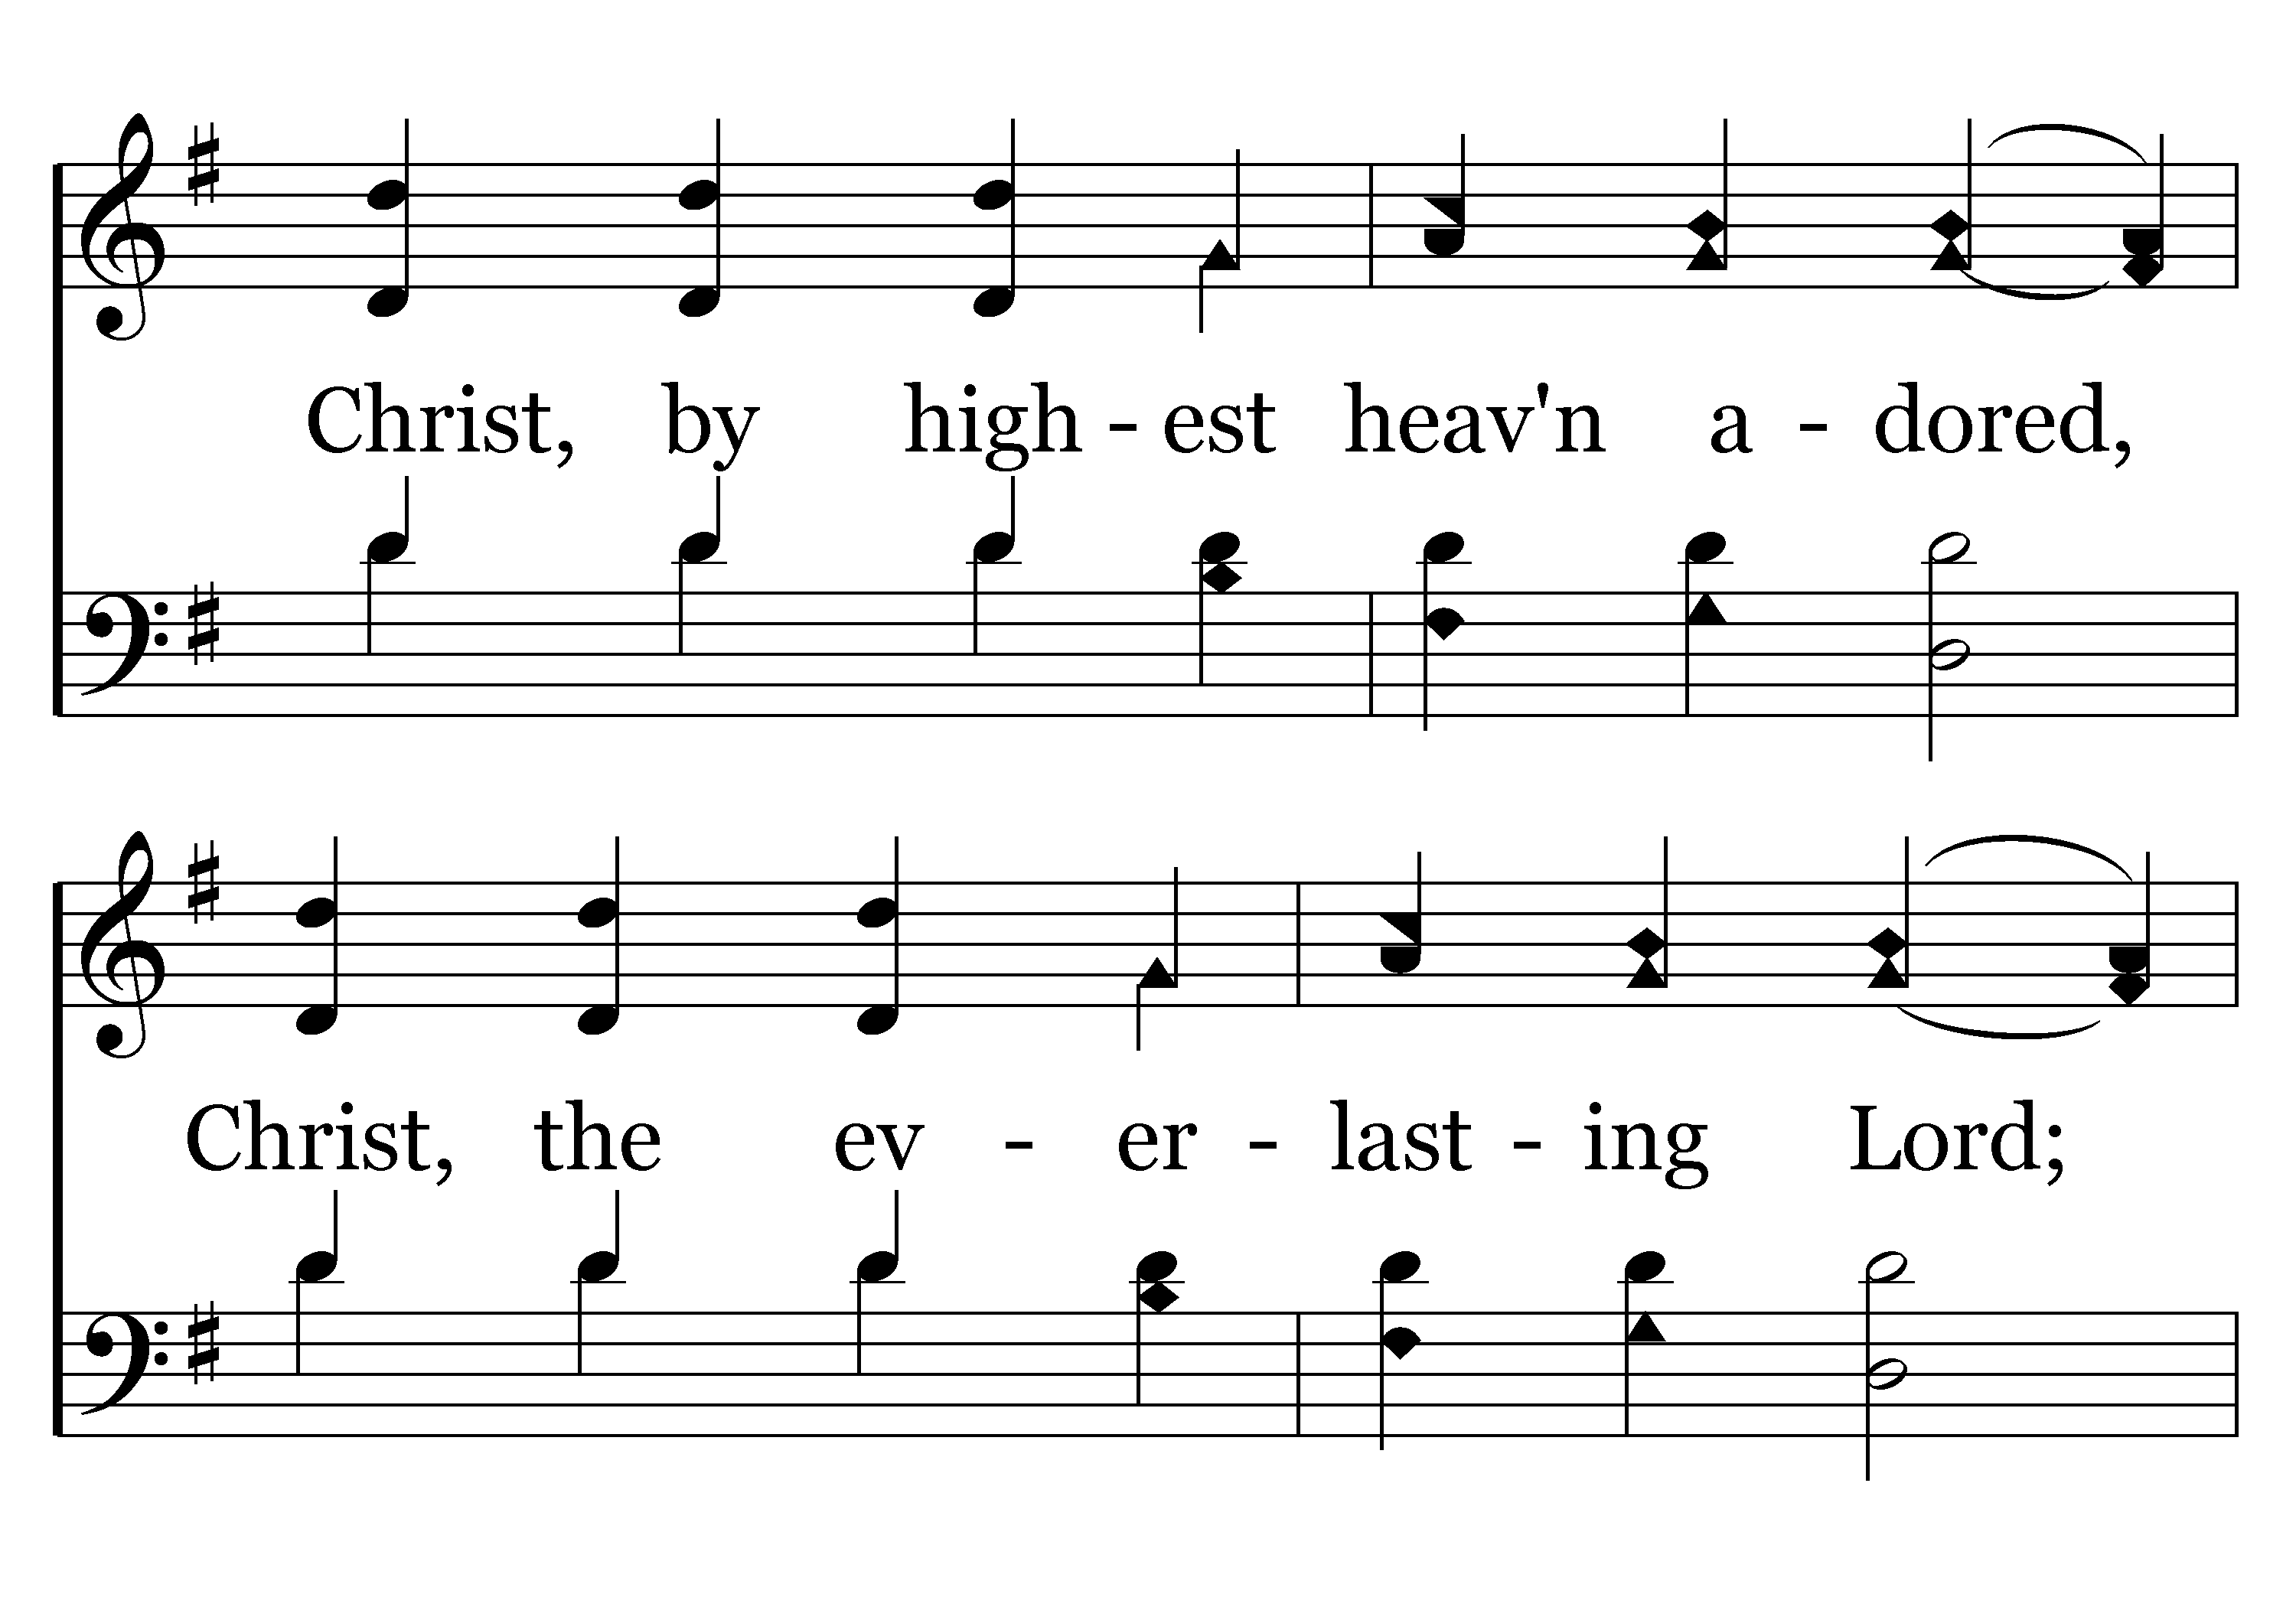 Christ, by high - est heav'n a - dored,
Christ, the ev - er - last - ing Lord;